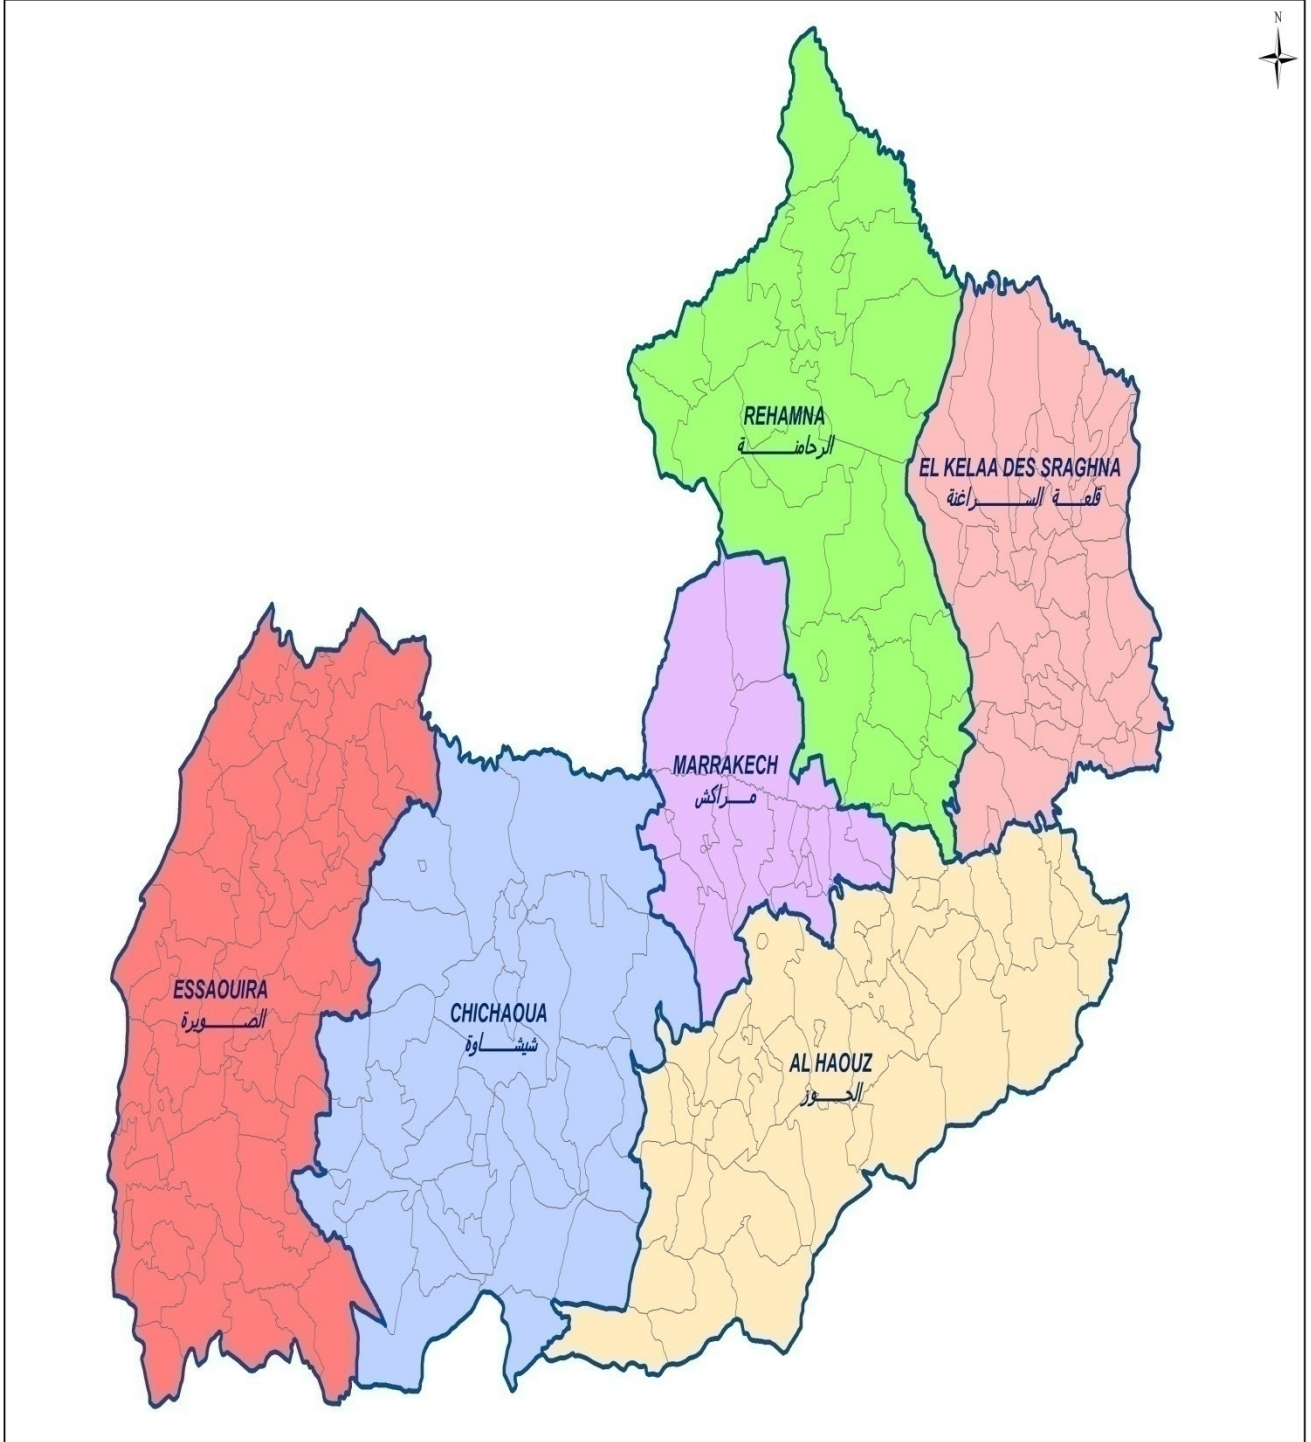 N
REHAMNA
الرحامنة
EL KELAA DES SRAGHNA
قلعة السراغنة
MARRAKECH
مراكش
ESSAOUIRA
الصويرة
CHICHAOUA
شيشاوة
AL HAOUZ
الحوز